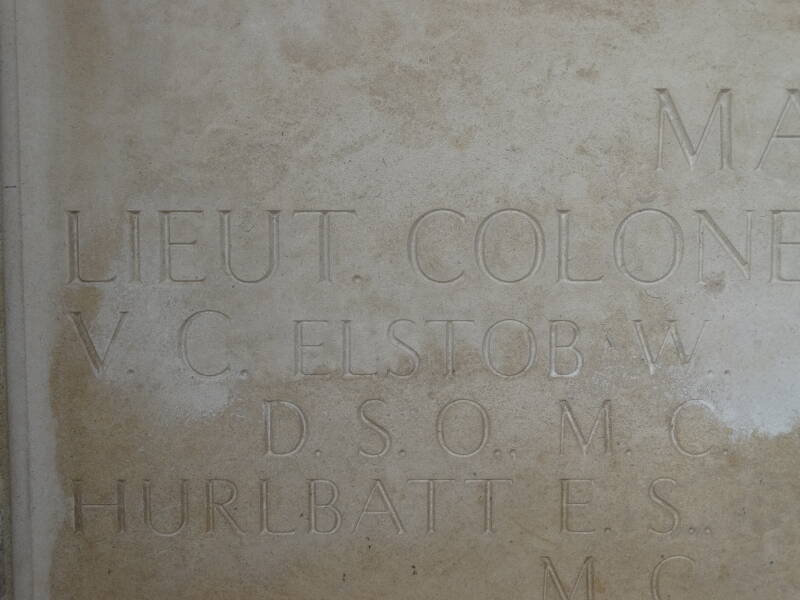 MA
LIEUT. COLONE
V. C. ELSTOB W.,
D. S. O., M. C.
HURLBATT E. S.,
M. C.